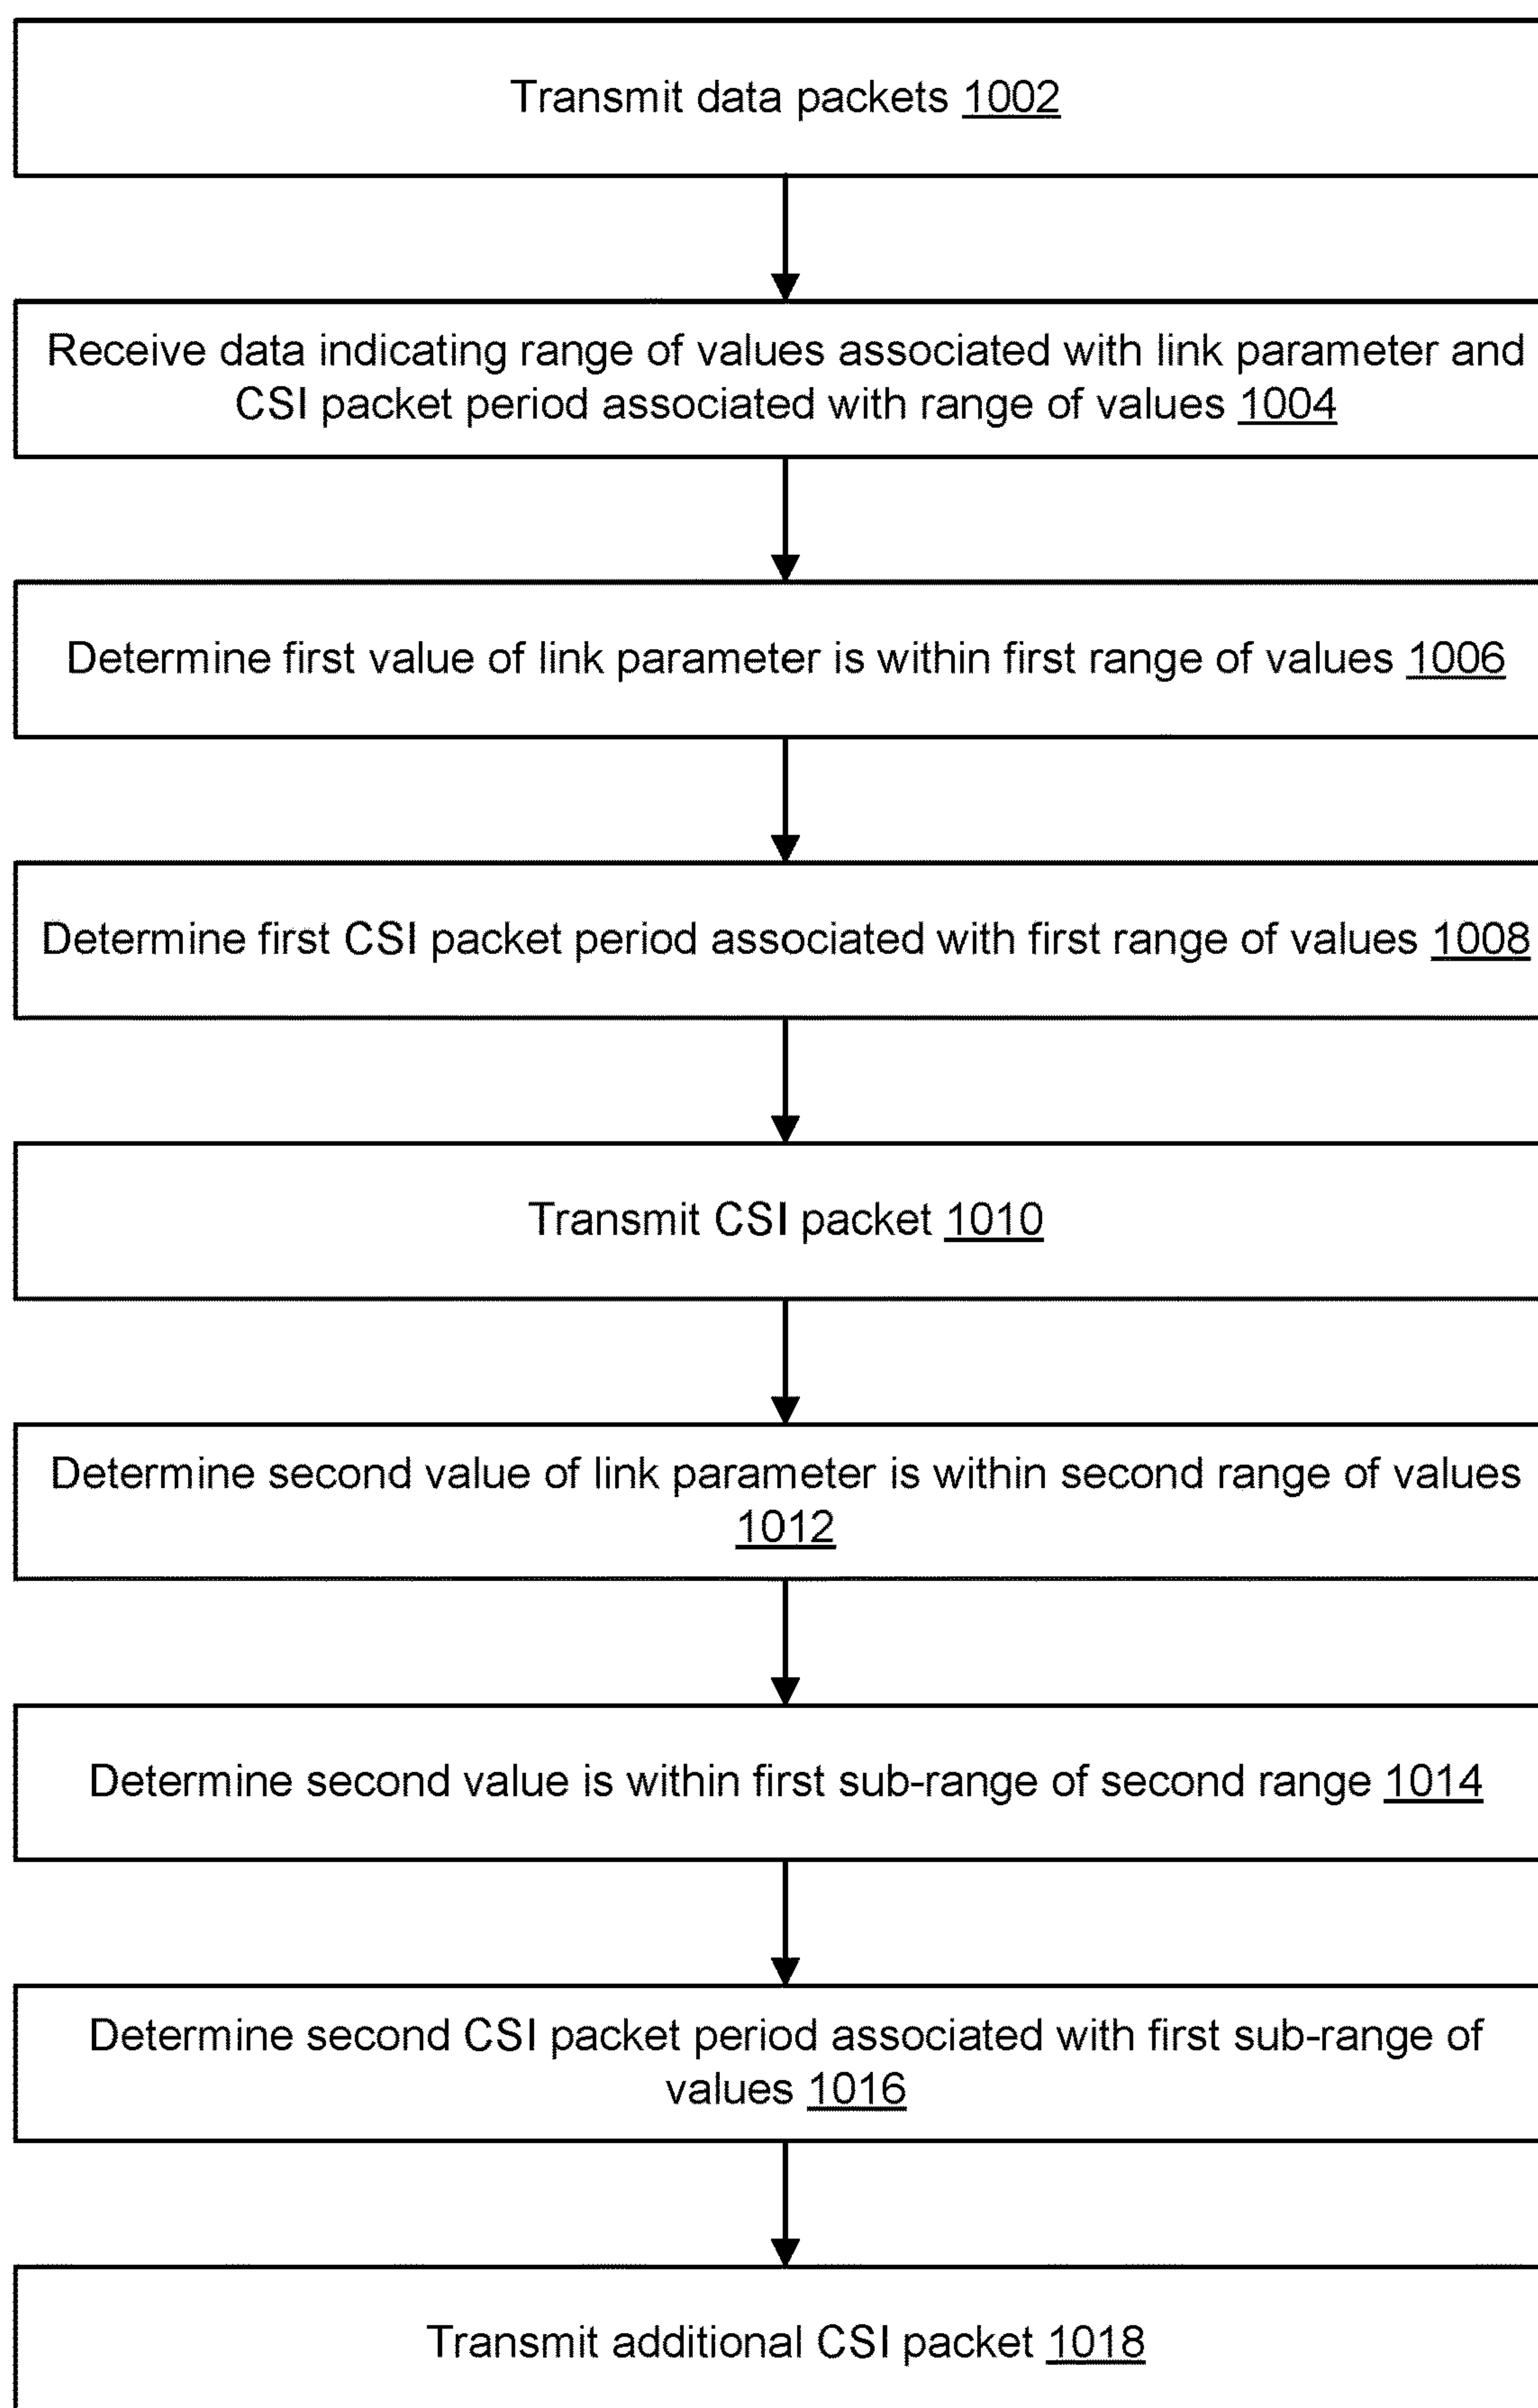 Transmit data packets 1002
Receive data indicating range of values associated with link parameter and
CSI packet period associated with range of values 1004
Determine first value of link parameter is within first range of values 1006
Determine first CSI packet period associated with first range of values 1008
Transmit CSI packet 1010
Determine second value of link parameter is within second range of values
1012
Determine second value is within first sub-range of second range 1014
Determine second CSI packet period associated with first sub-range of
values 1016
Transmit additional CSI packet 1018